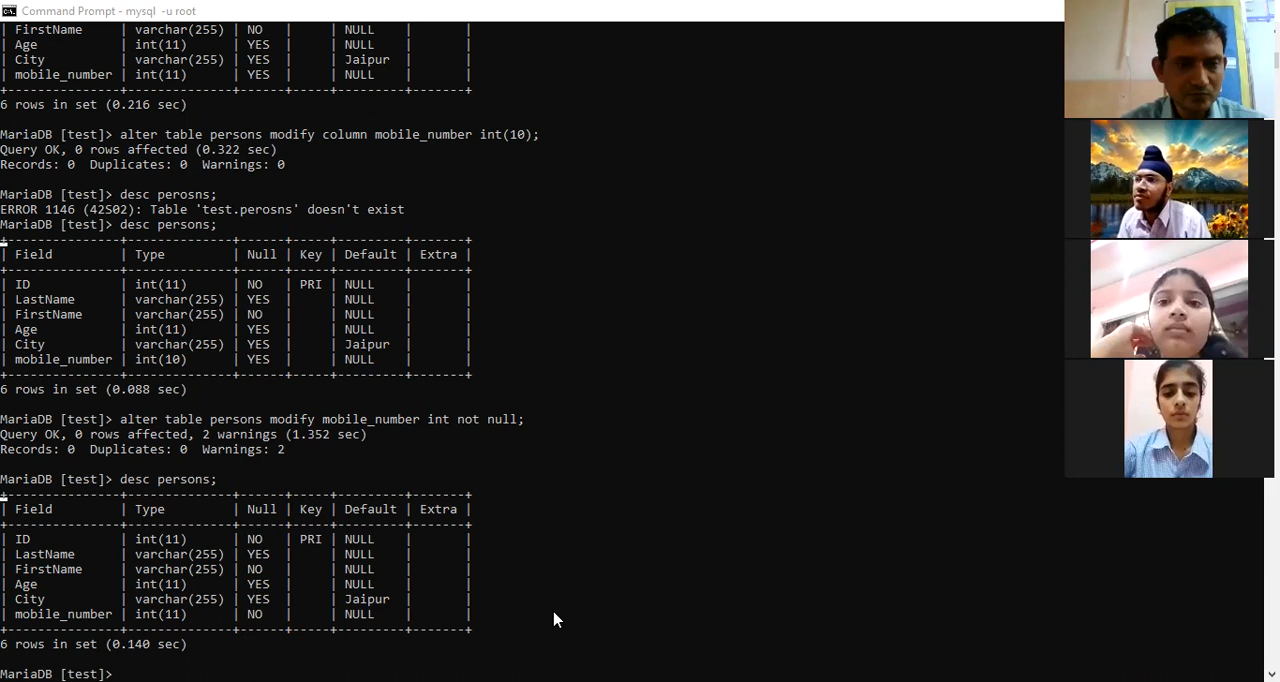 Command Prompt - mysql -u root
| FirstName     | varchar(255) | NO   |     | NULL    |       |
| Age           | int(11)      | YES  |     | NULL    |       |
| City          | varchar(255) | YES  |     | Jaipur  |       |
| mobile_number | int(11)      | YES  |     | NULL    |       |
+---------------+--------------+------+-----+---------+-------+
6 rows in set (0.216 sec)
MariaDB [test]> alter table persons modify column mobile_number int(10);
Query OK, 0 rows affected (0.322 sec)
Records: 0  Duplicates: 0  Warnings: 0
MariaDB [test]> desc perosns;
ERROR 1146 (42S02): Table 'test.perosns' doesn't exist
MariaDB [test]> desc persons;
+---------------+--------------+------+-----+---------+-------+
| Field         | Type         | Null | Key | Default | Extra |
+---------------+--------------+------+-----+---------+-------+
| ID            | int(11)      | NO   | PRI | NULL    |       |
| LastName      | varchar(255) | YES  |     | NULL    |       |
| FirstName     | varchar(255) | NO   |     | NULL    |       |
| Age           | int(11)      | YES  |     | NULL    |       |
| City          | varchar(255) | YES  |     | Jaipur  |       |
| mobile_number | int(10)      | YES  |     | NULL    |       |
+---------------+--------------+------+-----+---------+-------+
6 rows in set (0.088 sec)
MariaDB [test]> alter table persons modify mobile_number int not null;
Query OK, 0 rows affected, 2 warnings (1.352 sec)
Records: 0  Duplicates: 0  Warnings: 2
MariaDB [test]> desc persons;
+---------------+--------------+------+-----+---------+-------+
| Field         | Type         | Null | Key | Default | Extra |
+---------------+--------------+------+-----+---------+-------+
| ID            | int(11)      | NO   | PRI | NULL    |       |
| LastName      | varchar(255) | YES  |     | NULL    |       |
| FirstName     | varchar(255) | NO   |     | NULL    |       |
| Age           | int(11)      | YES  |     | NULL    |       |
| City          | varchar(255) | YES  |     | Jaipur  |       |
| mobile_number | int(11)      | NO   |     | NULL    |       |
+---------------+--------------+------+-----+---------+-------+
6 rows in set (0.140 sec)
MariaDB [test]>